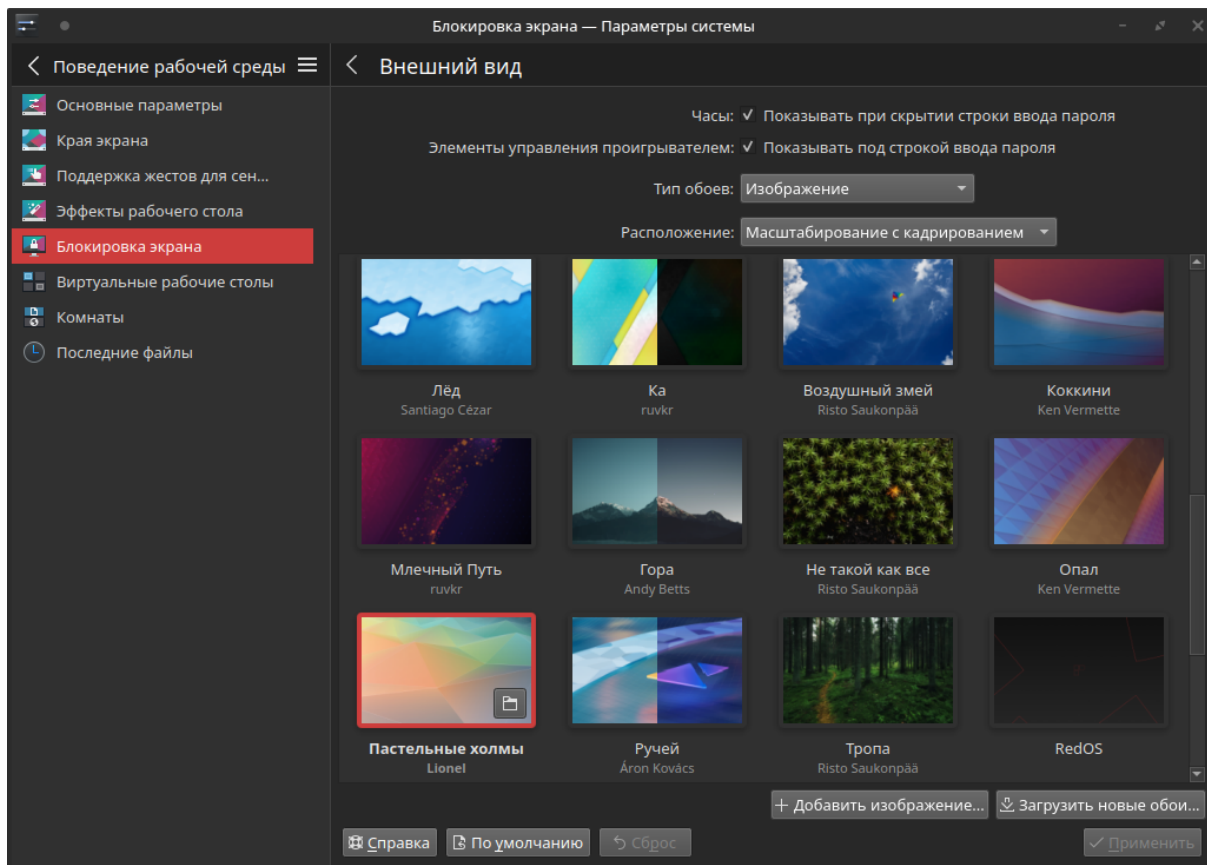 Блокировка экрана — Параметры системы
Поведение рабочей среды
Внешний вид
Основные параметры
Края экрана
Поддержка жестов для сен...
Эффекты рабочего стола
Блокировка экрана
Виртуальные рабочие столы
Комнаты
Последние файлы
Часы: Показывать при скрытии строки ввода пароля
Элементы управления проигрывателем: Показывать под строкой ввода пароля
Тип обоев: Изображение
Расположение: Масштабирование с кадрированием
Лёд Ка Воздушный змей Коккини
Santiago Cézar ruvkr Risto Saukonpää Ken Vermette
Млечный Путь Гора Не такой как все Опал
ruvkr Andy Betts Risto Saukonpää Ken Vermette
Пастельные холмы Ручей Тропа RedOS
Lionel Áron Kovács Risto Saukonpää
Добавить изображение... Загрузить новые обои...
Справка По умолчанию Сброс Применить